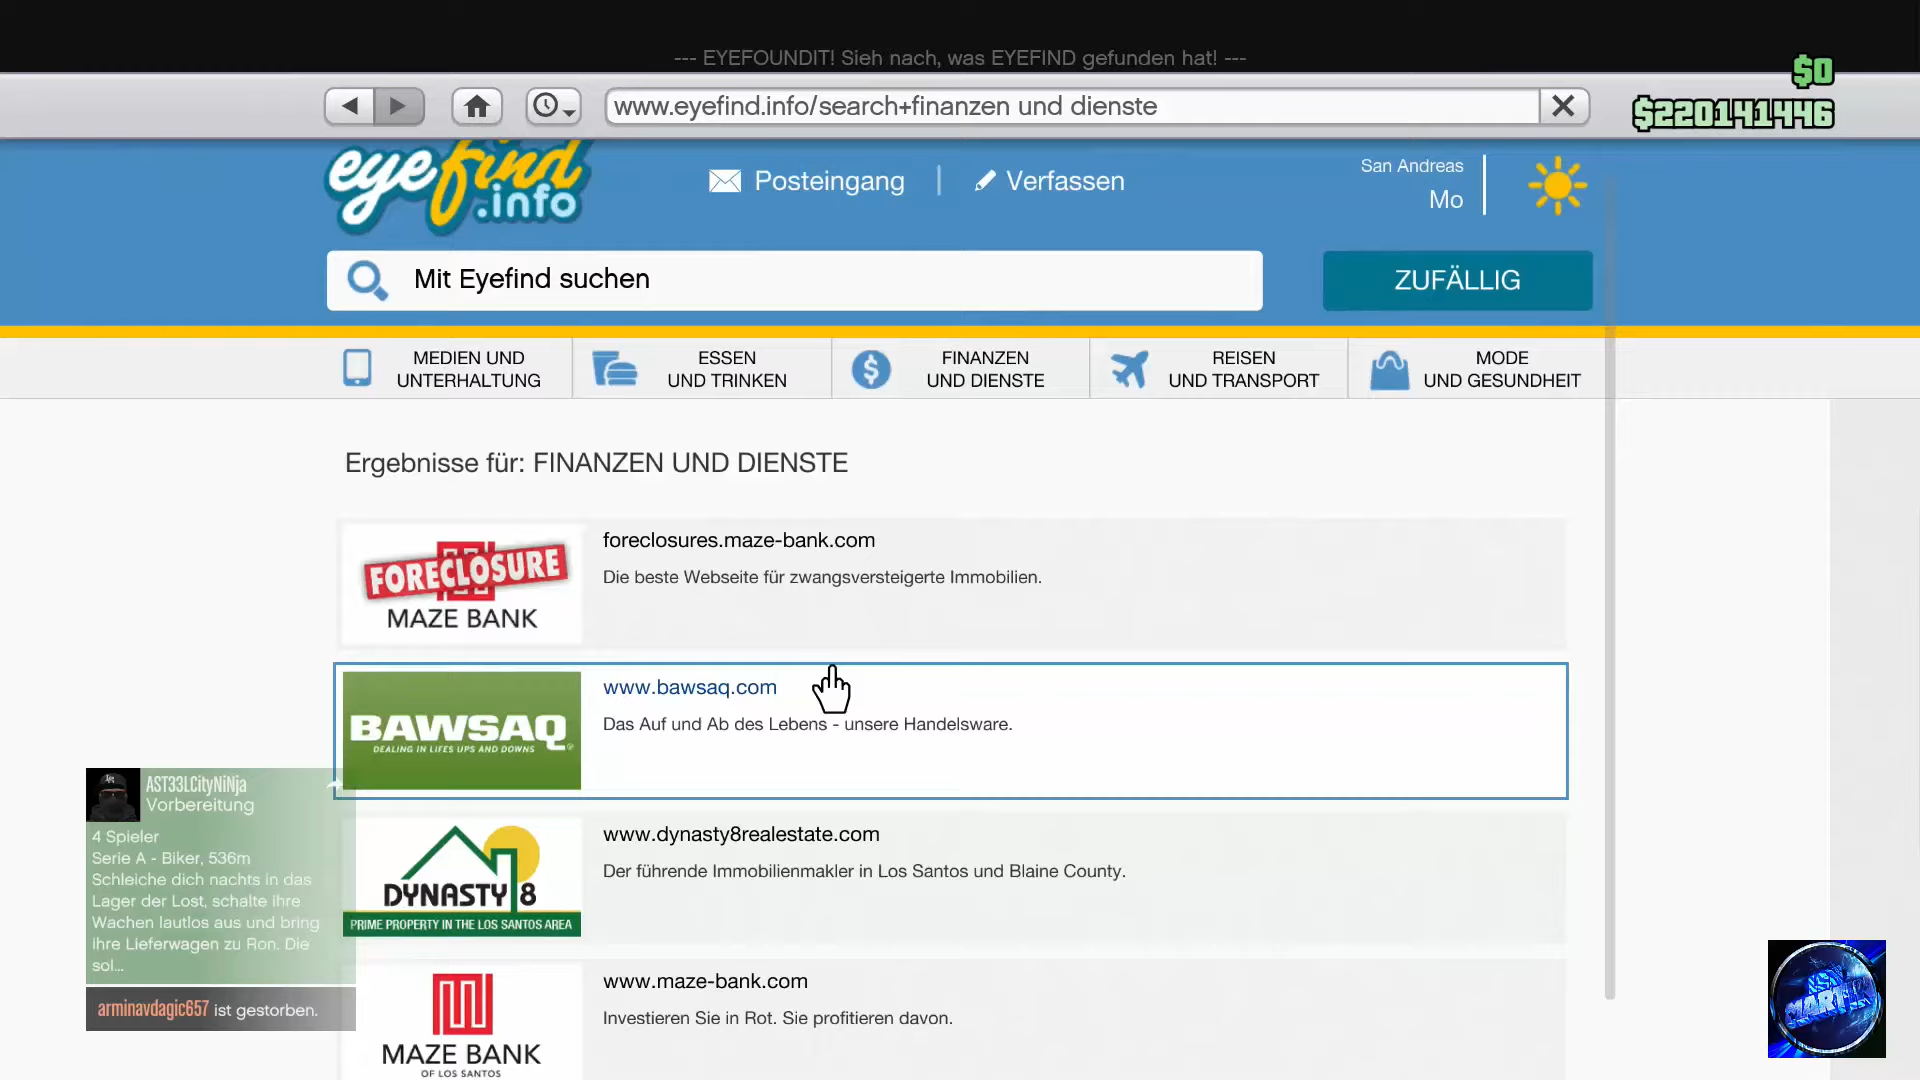 --- EYEFOUNDIT! Sieh nach, was EYEFIND gefunden hat! ---
$0
www.eyefind.info/search+finanzen und dienste
$220141446
eyefind
.info
Posteingang
Verfassen
San Andreas
Mo
Mit Eyefind suchen
ZUFÄLLIG
MEDIEN UND
UNTERHALTUNG
ESSEN
UND TRINKEN
FINANZEN
UND DIENSTE
REISEN
UND TRANSPORT
MODE
UND GESUNDHEIT
Ergebnisse für: FINANZEN UND DIENSTE
FORECLOSURE
MAZE BANK
foreclosures.maze-bank.com
Die beste Webseite für zwangsversteigerte Immobilien.
BAWSAQ
DEALING IN LIFES UPS AND DOWNS
www.bawsaq.com
Das Auf und Ab des Lebens - unsere Handelsware.
AST33LCityNiNja
Vorbereitung
4 Spieler
Serie A - Biker, 536m
Schleiche dich nachts in das
Lager der Lost, schalte ihre
Wachen lautlos aus und bring
ihre Lieferwagen zu Ron. Die
sol...
arminavdagic657 ist gestorben.
DYNASTY 8
PRIME PROPERTY IN THE LOS SANTOS AREA
www.dynasty8realestate.com
Der führende Immobilienmakler in Los Santos und Blaine County.
MAZE BANK
OF LOS SANTOS
www.maze-bank.com
Investieren Sie in Rot. Sie profitieren davon.